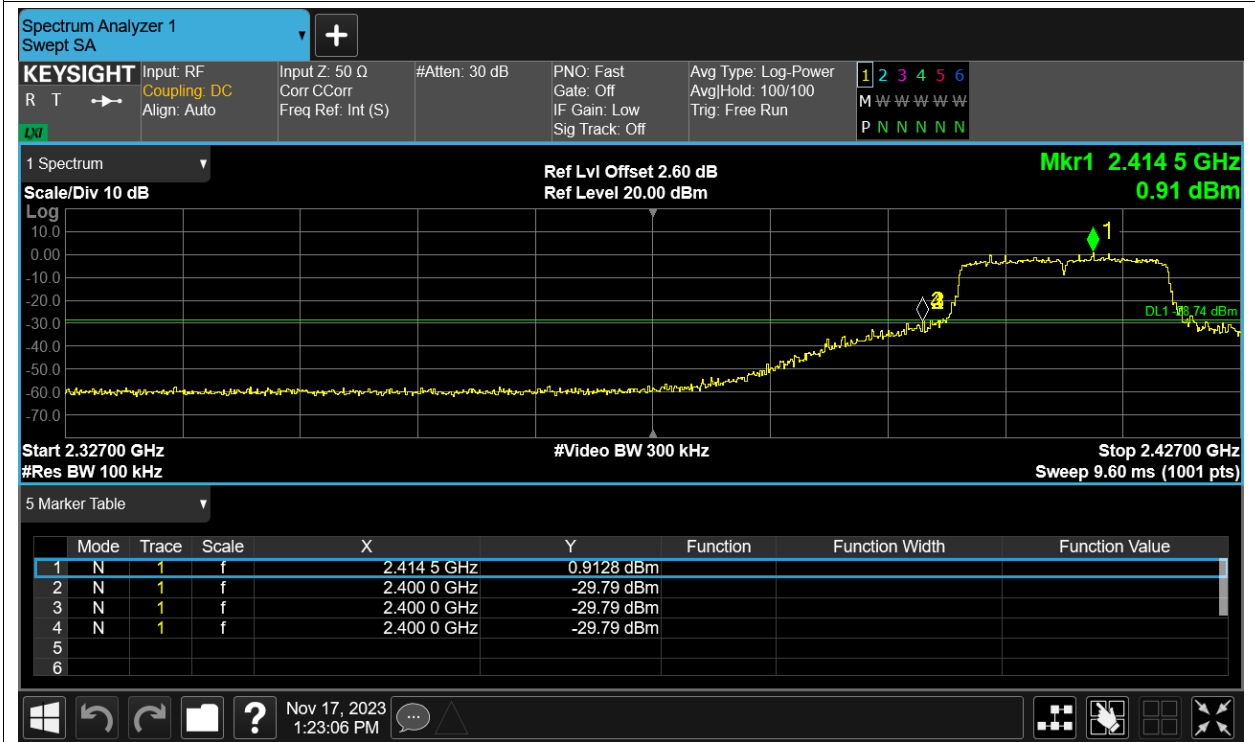 Spectrum Analyzer 1
Swept SA
+
KEYSIGHT Input: RF Input Z: 50 Ω #Atten: 30 dB PNO: Fast Avg Type: Log-Power 1 2 3 4 5 6
R T Coupling: DC Corr CCorr Gate: Off Avg|Hold: 100/100 M W W W W W
Align: Auto Freq Ref: Int (S) IF Gain: Low Trig: Free Run
LXI Sig Track: Off P N N N N N
1 Spectrum Ref Lvl Offset 2.60 dB Mkr1 2.414 5 GHz
Scale/Div 10 dB Ref Level 20.00 dBm 0.91 dBm
Log
10.0
1
0.00
-10.0
-20.0
-30.0
-40.0
-50.0
-60.0
-70.0
Start 2.32700 GHz #Video BW 300 kHz Stop 2.42700 GHz
#Res BW 100 kHz Sweep 9.60 ms (1001 pts)
5 Marker Table
Mode Trace Scale X Y Function Function Width Function Value
1 N 1 f 2.414 5 GHz 0.9128 dBm
2 N 1 f 2.400 0 GHz -29.79 dBm
3 N 1 f 2.400 0 GHz -29.79 dBm
4 N 1 f 2.400 0 GHz -29.79 dBm
5
6
? Nov 17, 2023
1:23:06 PM